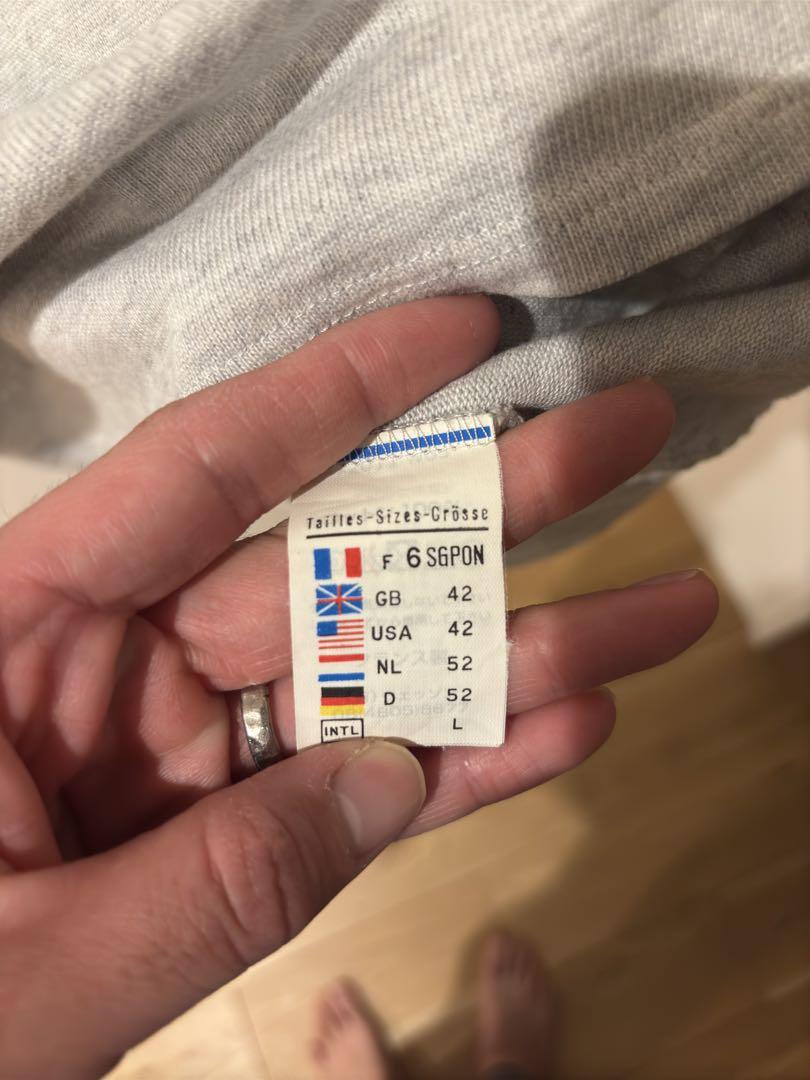 Tailles-Sizes-Grösse
F 6 SGPON
GB 42
USA 42
NL 52
D 52
INTL L